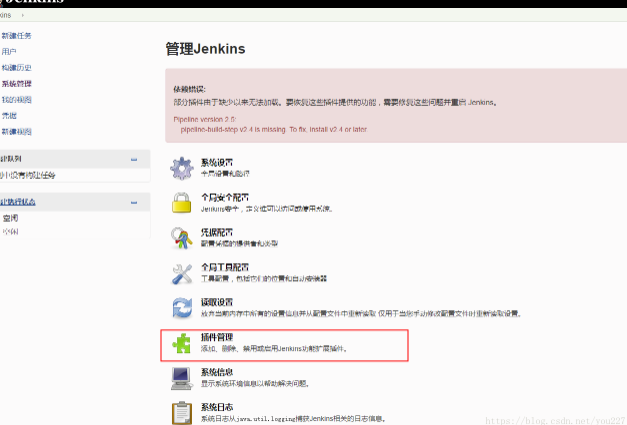 Jenkins
kins ›
新建任务
用户
构建历史
系统管理
我的视图
凭据
新建视图
建队列
列中没有构建任务
建执行状态
空闲
空闲
管理Jenkins
依赖错误:
部分插件由于缺少以来无法加载。要恢复这些插件提供的功能，需要修复这些问题并重启 Jenkins。
Pipeline version 2.5:
pipeline-build-step v2.4 is missing. To fix, install v2.4 or later
系统设置
全局设置和路径
全局安全配置
Jenkins安全，定义谁可以访问或使用系统。
凭据配置
配置凭据的提供者和类型
全局工具配置
工具配置，包括它们的位置和自动安装器
读取设置
放弃当前内存中所有的设置信息并从配置文件中重新读取 仅用于当您手动修改配置文件时重新读取设置。
插件管理
添加、删除、禁用或启用Jenkins功能扩展插件。
系统信息
显示系统环境信息以帮助解决问题。
系统日志
系统日志从java.util.logging捕获Jenkins相关的日志信息。
https://blog.csdn.net/you227